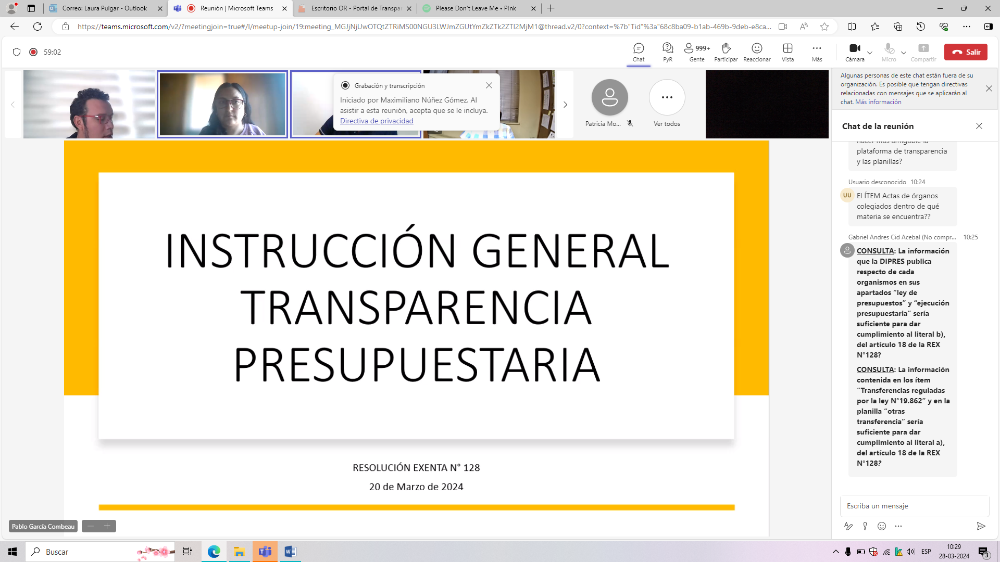 Correo: Laura Pulgar - Outlook
Reunión | Microsoft Teams
Escritorio OR - Portal de Transpa
Please Don't Leave Me • P!nk
https://teams.microsoft.com/v2/?meetingjoin=true#/l/meetup-join/19:meeting_MGJjNjUwOTQtZTRiMS00NGU3LWJmZGUtYmZkZTk2ZTI2MjM1@thread.v2/0?context=%7b"Tid"%3a"68c8ba09-b1ab-469b-9deb-e8ca...
59:02
Chat
PyR
999+
Gente
Participar
Reaccionar
Vista
Más
Cámara
Micro
Compartir
Salir
Grabación y transcripción
Iniciado por Maximiliano Núñez Gómez. Al
asistir a esta reunión, acepta que se le incluya.
Directiva de privacidad
Patricia Mo...
Ver todos
Algunas personas de este chat están fuera de su
organización. Es posible que tengan directivas
relacionadas con mensajes que se aplicarán al
chat. Más información
Chat de la reunión
hacer más amigable la
plataforma de transparencia
y las planillas?
Usuario desconocido 10:24
UU
El ÍTEM Actas de órganos
colegiados dentro de qué
materia se encuentra??
Gabriel Andres Cid Acebal (No compr... 10:25
CONSULTA: La información
que la DIPRES publica
respecto de cada
organismos en sus
apartados “ley de
presupuestos” y “ejecución
presupuestaria” sería
suficiente para dar
cumplimiento al literal b),
del artículo 18 de la REX
N°128?
CONSULTA: La información
contenida en los ítem
“Transferencias reguladas
por la ley N°19.862” y en la
planilla “otras
transferencia” sería
suficiente para dar
cumplimiento al literal a),
del artículo 18 de la REX
N°128?
Escriba un mensaje
INSTRUCCIÓN GENERAL
TRANSPARENCIA
PRESUPUESTARIA
RESOLUCIÓN EXENTA N° 128
20 de Marzo de 2024
Pablo García Combeau
Buscar
ESP
10:29
28-03-2024
3